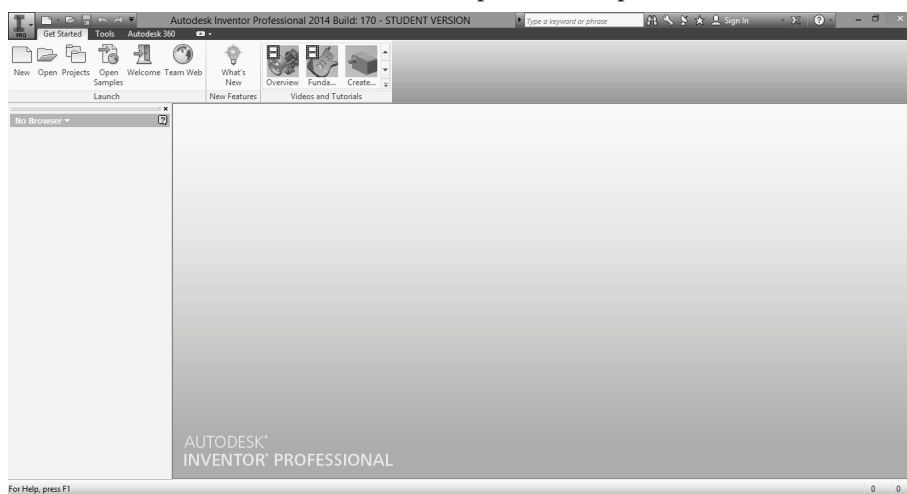 Autodesk Inventor Professional 2014 Build: 170 - STUDENT VERSION
Type a keyword or phrase
Sign In
PRO
Get Started Tools Autodesk 360
New Open Projects Open Samples Welcome Team Web What's New Overview Funda... Create...
Launch New Features Videos and Tutorials
No Browser
AUTODESK®
INVENTOR® PROFESSIONAL
For Help, press F1
0 0